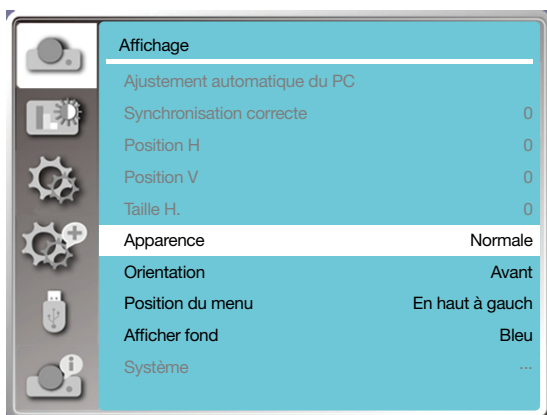 Affichage
Ajustement automatique du PC
Synchronisation correcte 0
Position H 0
Position V 0
Taille H. 0
Apparence Normale
Orientation Avant
Position du menu En haut à gauch
Afficher fond Bleu
Système ...